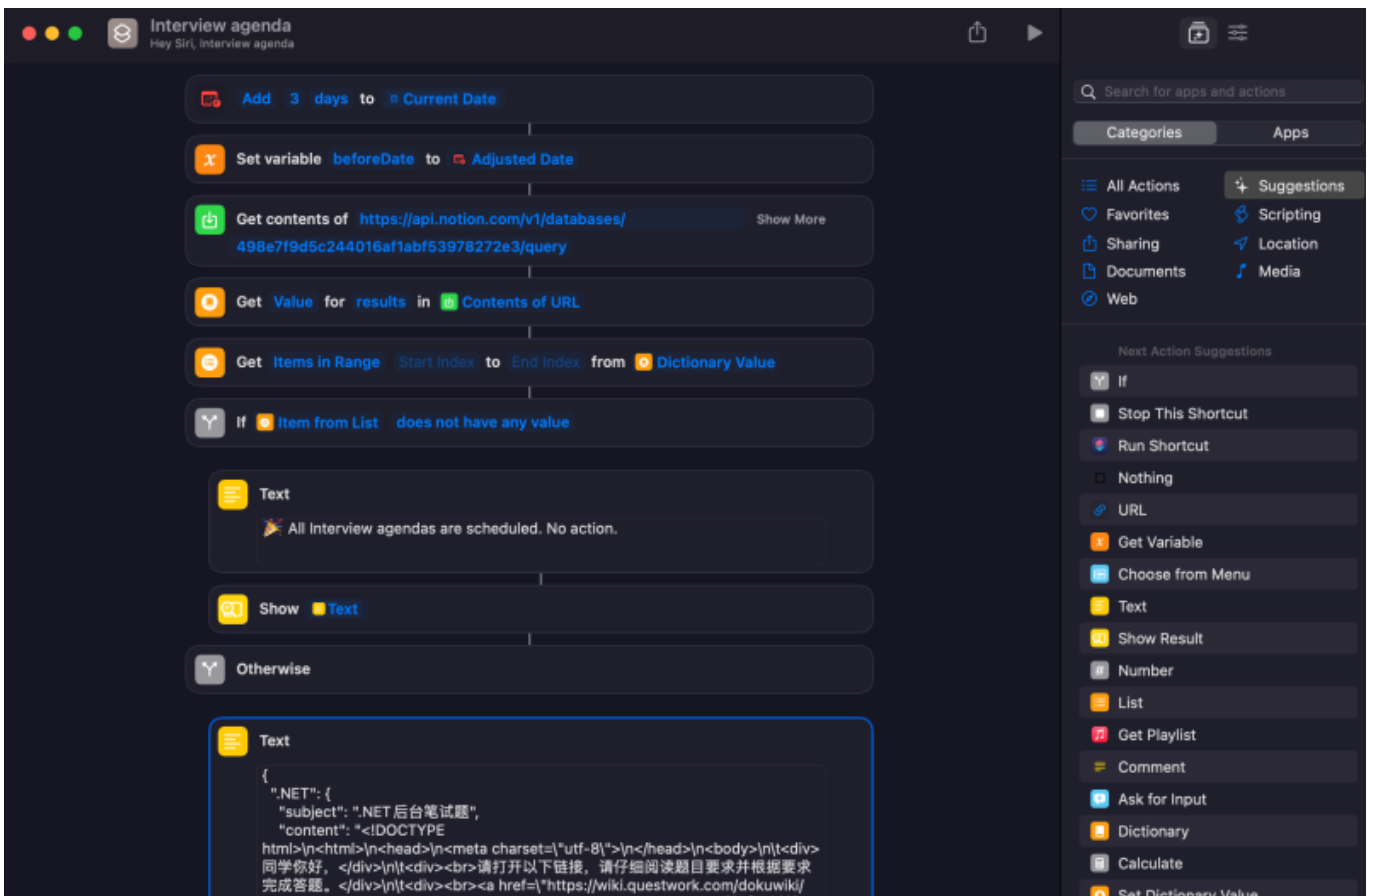 Interview agenda
Hey Siri, Interview agenda
Add 3 days to Current Date
Set variable beforeDate to Adjusted Date
Get contents of https://api.notion.com/v1/databases/ Show More
498e7f9d5c244016af1abf53978272e3/query
Get Value for results in Contents of URL
Get Items in Range Start Index to End Index from Dictionary Value
If Item from List does not have any value
Text
🎉 All Interview agendas are scheduled. No action.
Show Text
Otherwise
Text
{
".NET": {
"subject": ".NET后台笔试题",
"content": "<!DOCTYPE
html>\n<html>\n<head>\n<meta charset=\"utf-8\">\n</head>\n<body>\n\t<div>
同学你好，</div>\n\t<div><br>请打开以下链接，请仔细阅读题目要求并根据要求
完成答题。</div>\n\t<div><br><a href=\"https://wiki.questwork.com/dokuwiki/
Search for apps and actions
Categories Apps
All Actions Suggestions
Favorites Scripting
Sharing Location
Documents Media
Web
Next Action Suggestions
If
Stop This Shortcut
Run Shortcut
Nothing
URL
Get Variable
Choose from Menu
Text
Show Result
Number
List
Get Playlist
Comment
Ask for Input
Dictionary
Calculate
Set Dictionary Value